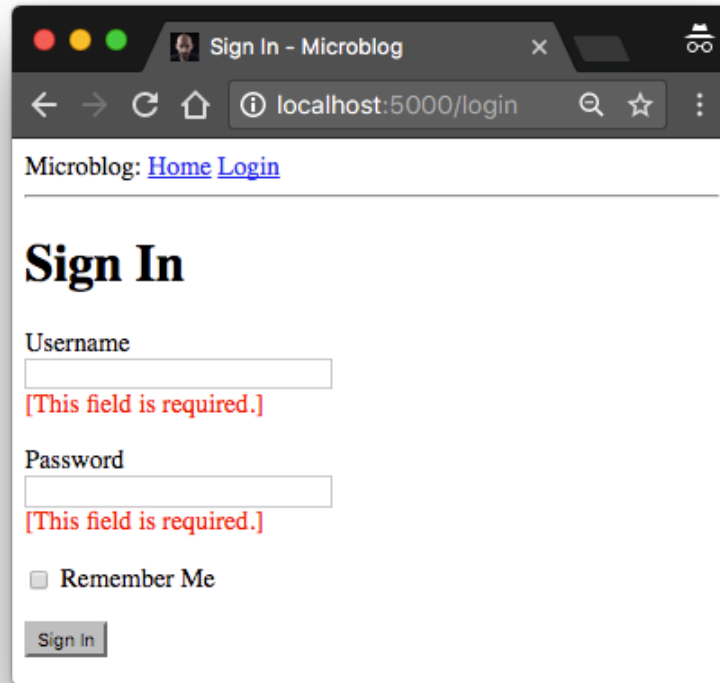 Sign In - Microblog
localhost:5000/login
Microblog: Home Login
Sign In
Username
[This field is required.]
Password
[This field is required.]
Remember Me
Sign In